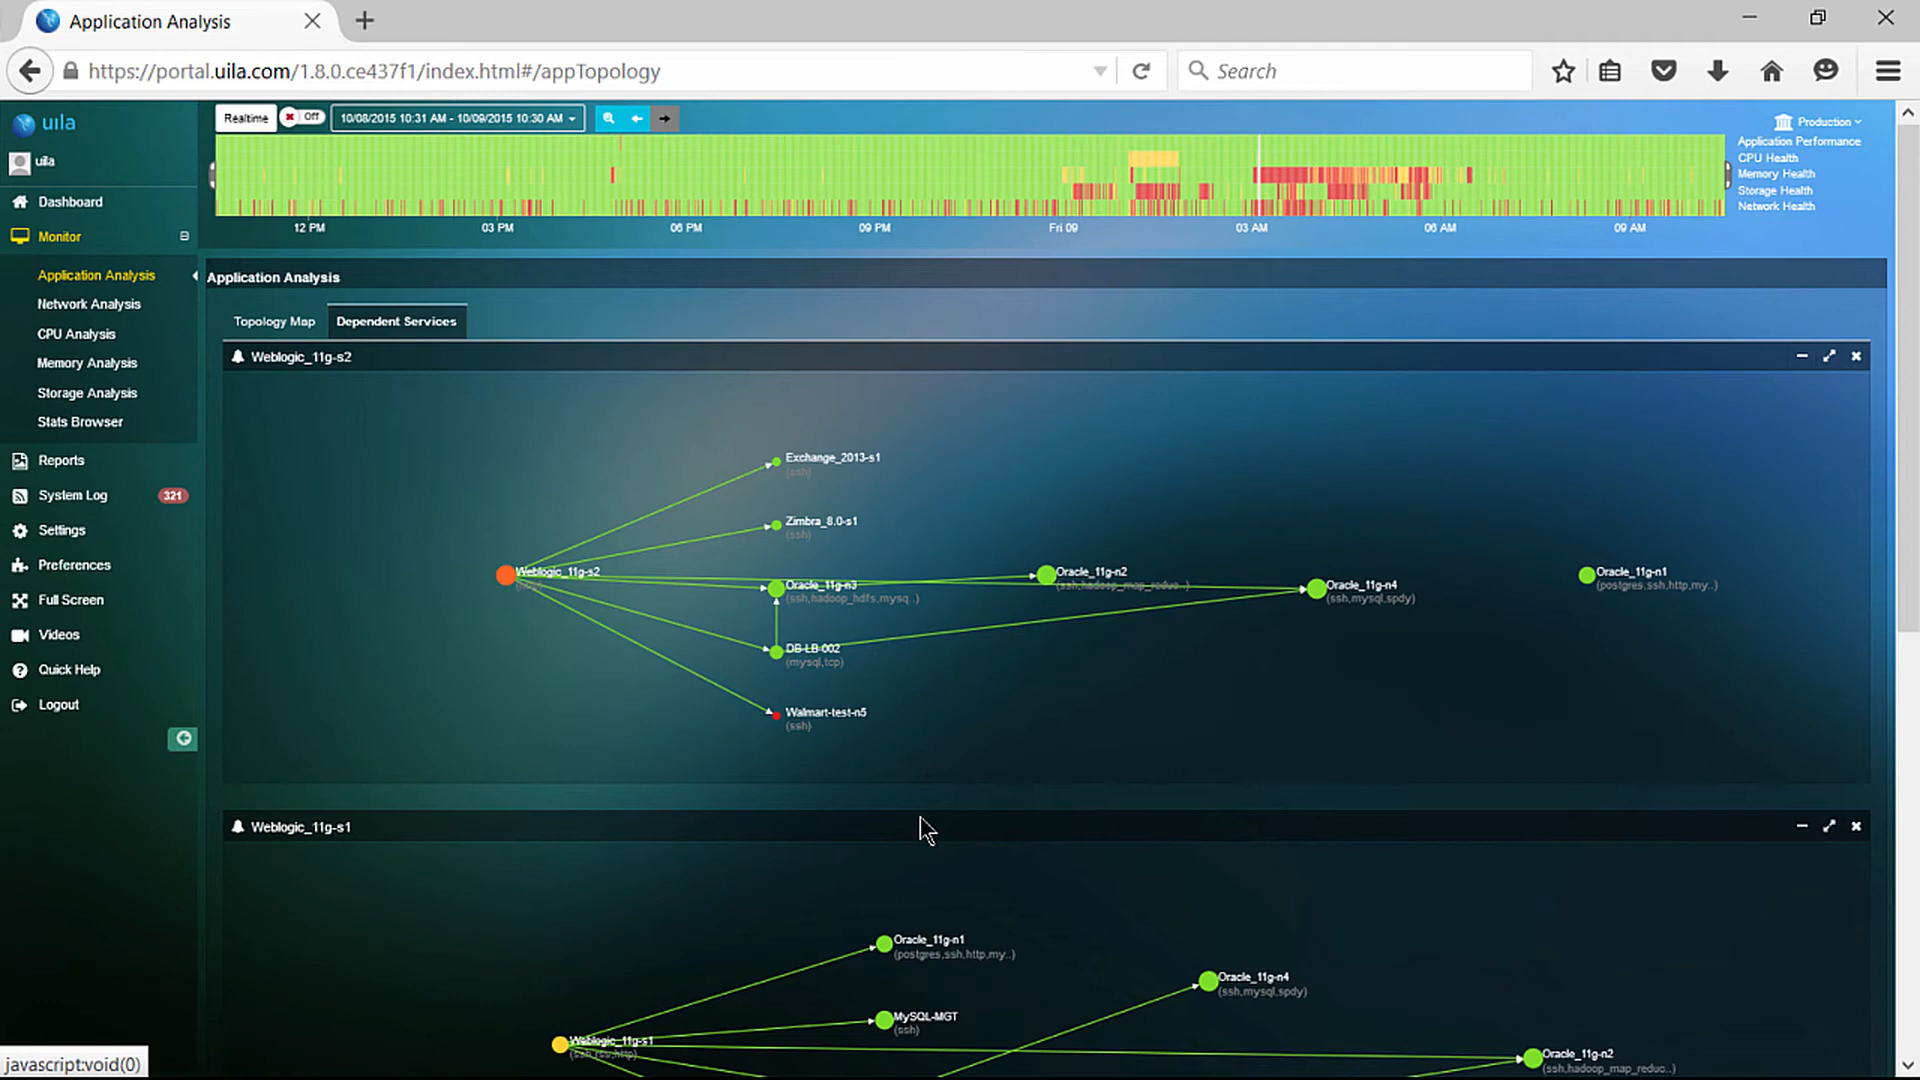 Application Analysis
https://portal.uila.com/1.8.0.ce437f1/index.html#/appTopology
Search
uila
Realtime
Off
10/08/2015 10:31 AM - 10/09/2015 10:30 AM
Production
Application Performance
CPU Health
Memory Health
Storage Health
Network Health
12 PM
03 PM
06 PM
09 PM
Fri 09
03 AM
06 AM
09 AM
uila
Dashboard
Monitor
Application Analysis
Network Analysis
CPU Analysis
Memory Analysis
Storage Analysis
Stats Browser
Reports
System Log
321
Settings
Preferences
Full Screen
Videos
Quick Help
Logout
Application Analysis
Topology Map
Dependent Services
Weblogic_11g-s2
Exchange_2013-s1
(ssh)
Zimbra_8.0-s1
(ssh)
Weblogic_11g-s2
Oracle_11g-n3
(ssh,hadoop_hdfs,mysq..)
Oracle_11g-n2
(ssh,hadoop_map_reduc..)
Oracle_11g-n4
(ssh,mysql,spdy)
Oracle_11g-n1
(postgres,ssh,http,my..)
DB-LB-002
(mysql,tcp)
Walmart-test-n5
(ssh)
Weblogic_11g-s1
Oracle_11g-n1
(postgres,ssh,http,my..)
Oracle_11g-n4
(ssh,mysql,spdy)
MySQL-MGT
(ssh)
Weblogic_11g-s1
(ssh,rss,http)
Oracle_11g-n2
(ssh,hadoop_map_reduc..)
javascript:void(0)